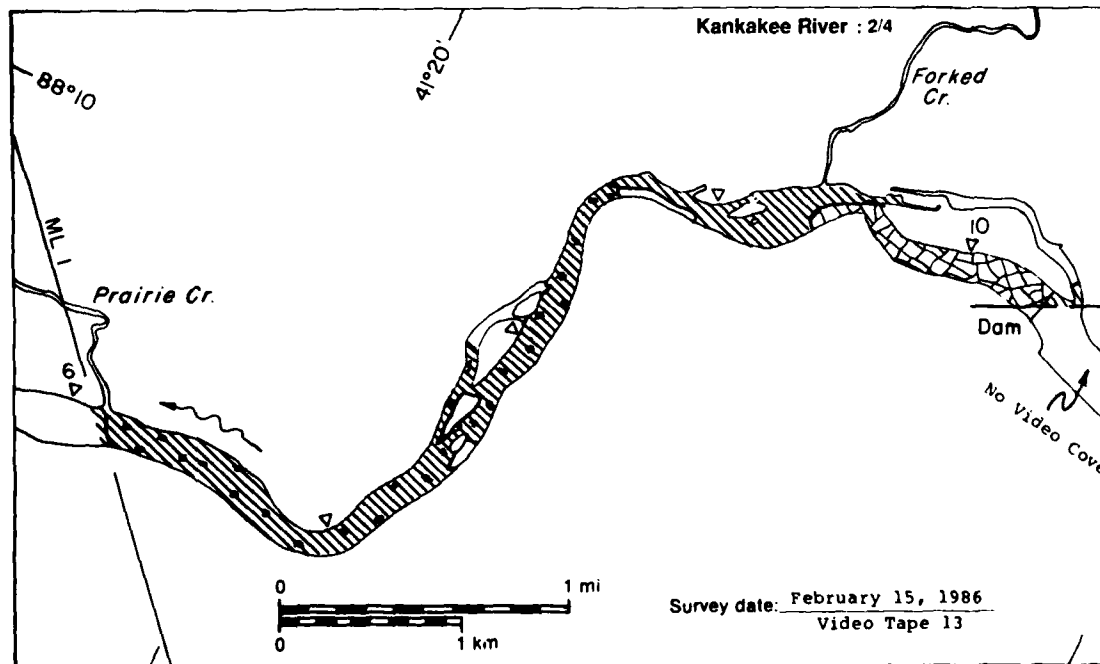 Kankakee River : 2/4
88°10
41°20'
Forked
Cr.
ML 1
Prairie Cr.
6
10
Dam
No Video Cove
0
1 mi
0
1 km
Survey date: February 15, 1986
Video Tape 13